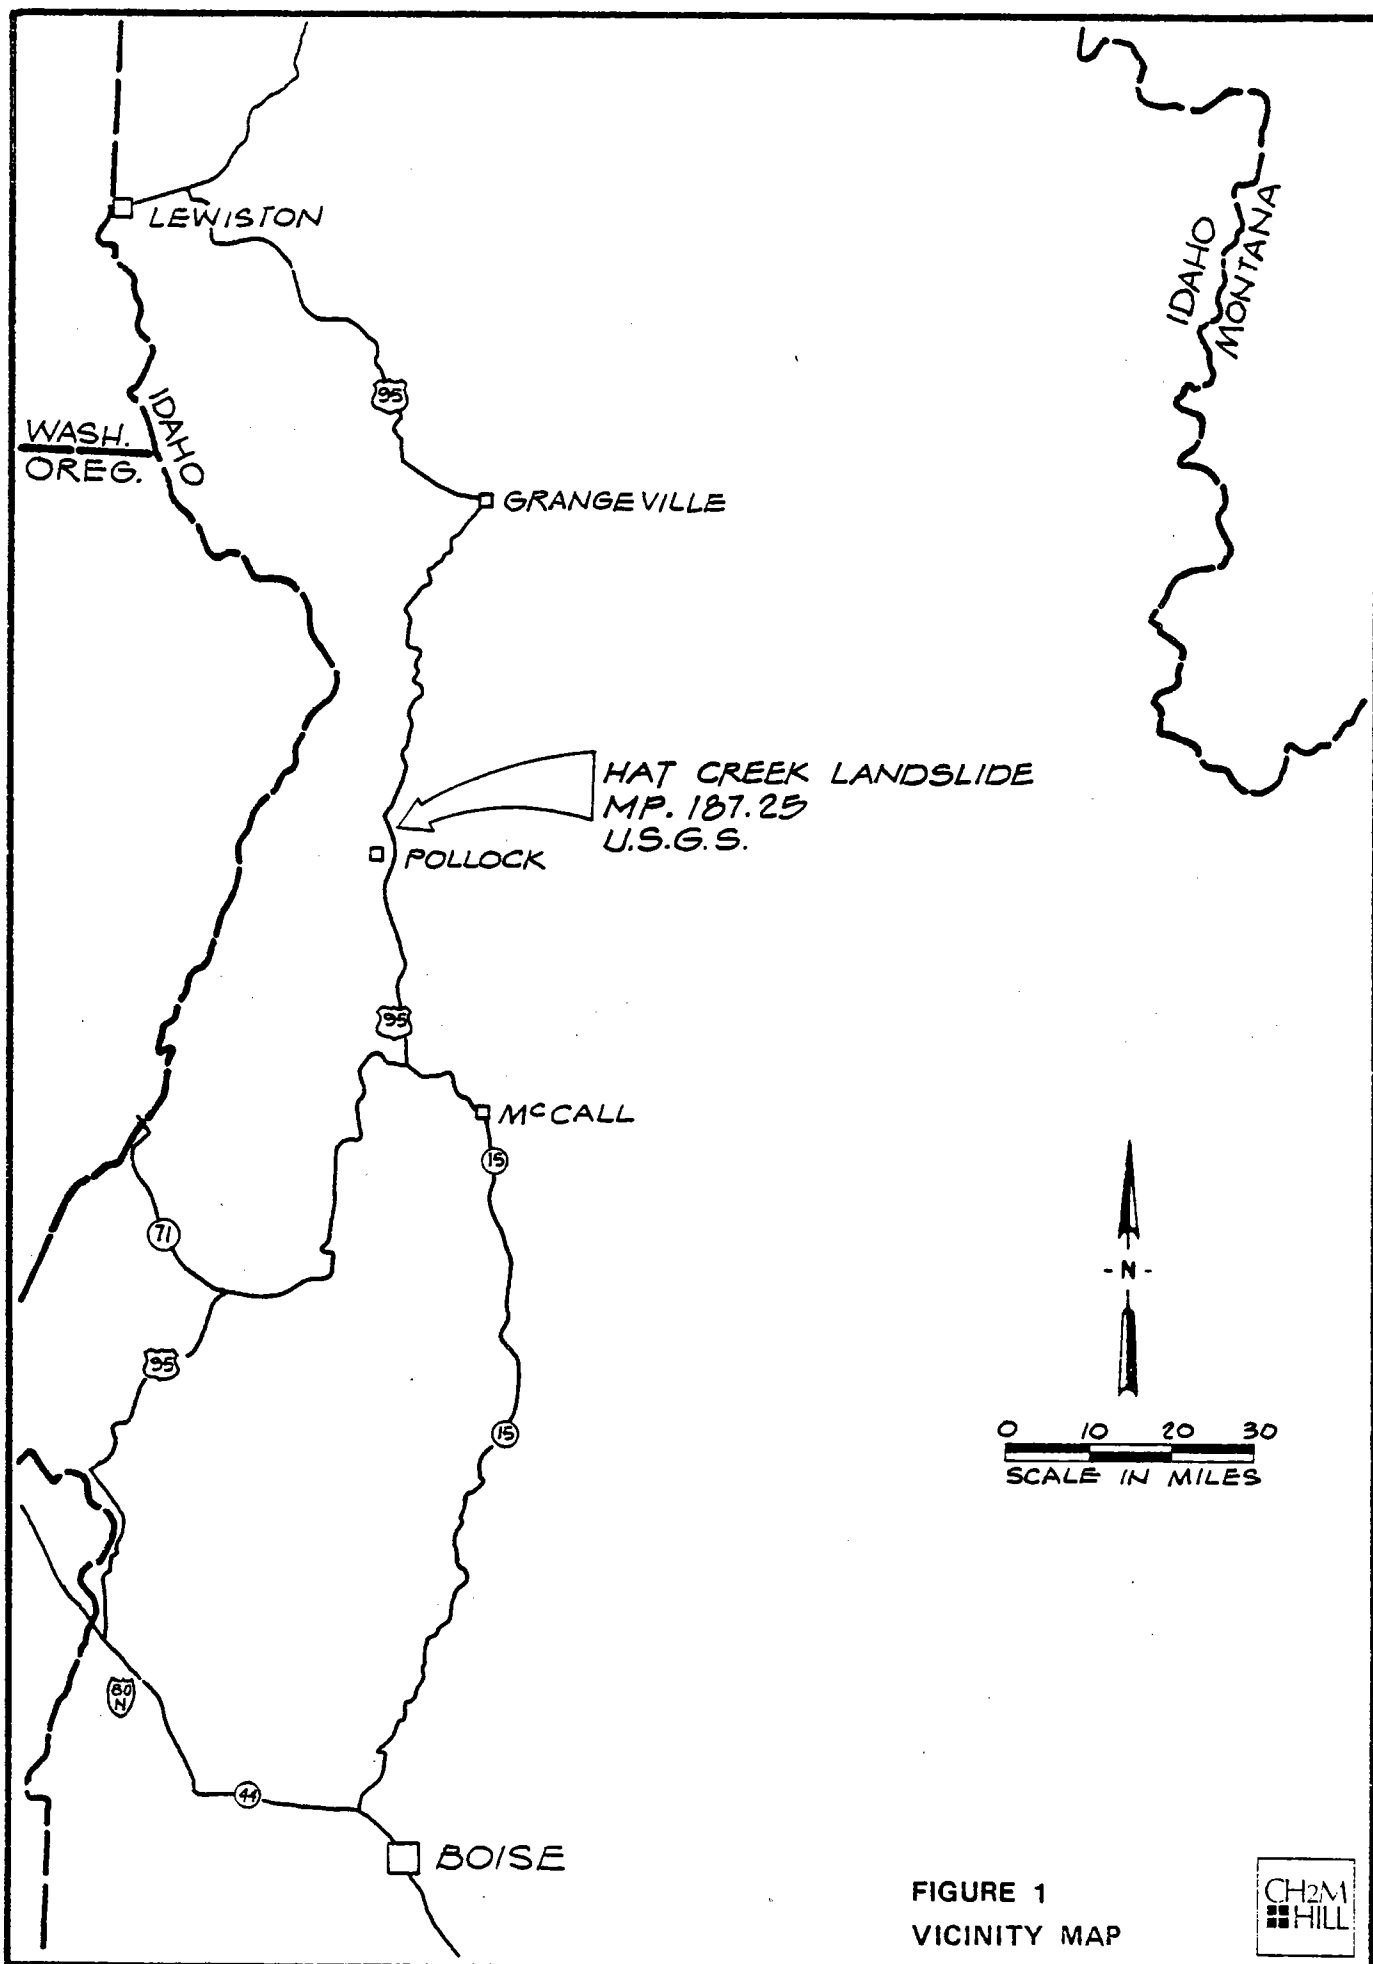 LEWISTON
IDAHO
MONTANA
95
IDAHO
WASH.
OREG.
GRANGEVILLE
HAT CREEK LANDSLIDE
MP. 187.25
U.S.G.S.
POLLOCK
95
McCALL
15
71
- N -
95
15
0 10 20 30
SCALE IN MILES
80
N
44
BOISE
FIGURE 1
VICINITY MAP
CH2M
HILL